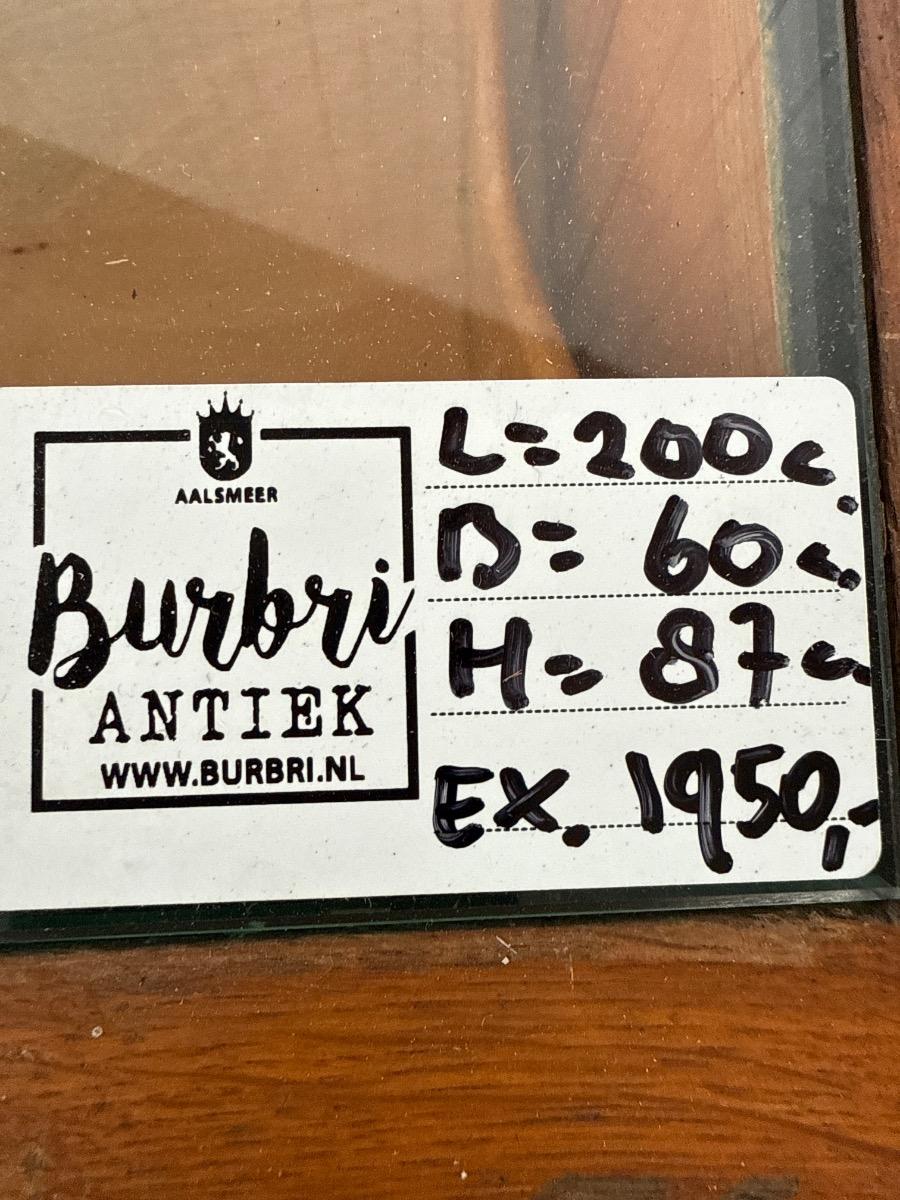 AALSMEER
Burbri
ANTIEK
WWW.BURBRI.NL
L=200c
B= 60c
H= 87c
EX. 1950,-